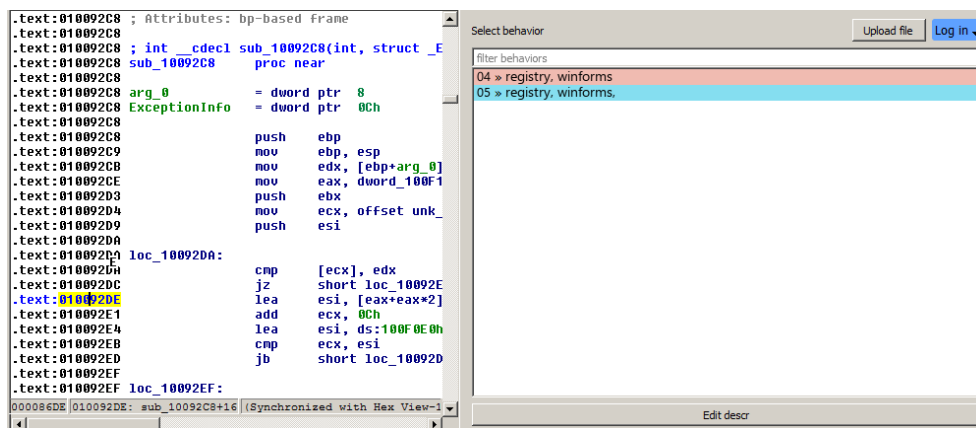 .text:010092C8 ; Attributes: bp-based frame
.text:010092C8
.text:010092C8 ; int __cdecl sub_10092C8(int, struct _E
.text:010092C8 sub_10092C8 proc near
.text:010092C8
.text:010092C8 arg_0 = dword ptr 8
.text:010092C8 ExceptionInfo = dword ptr 0Ch
.text:010092C8
.text:010092C8 push ebp
.text:010092C9 mov ebp, esp
.text:010092CB mov edx, [ebp+arg_0]
.text:010092CE mov eax, dword_100F1
.text:010092D3 push ebx
.text:010092D4 mov ecx, offset unk_
.text:010092D9 push esi
.text:010092DA
.text:010092DA loc_10092DA:
.text:010092DA cmp [ecx], edx
.text:010092DC jz short loc_10092E
.text:010092DE lea esi, [eax+eax*2]
.text:010092E1 add ecx, 0Ch
.text:010092E4 lea esi, ds:100F0E0h
.text:010092EB cmp ecx, esi
.text:010092ED jb short loc_10092D
.text:010092EF
.text:010092EF loc_10092EF:
000086DE 010092DE: sub_10092C8+16 (Synchronized with Hex View-1
Select behavior
Upload file
Log in
filter behaviors
04 » registry, winforms
05 » registry, winforms,
Edit descr